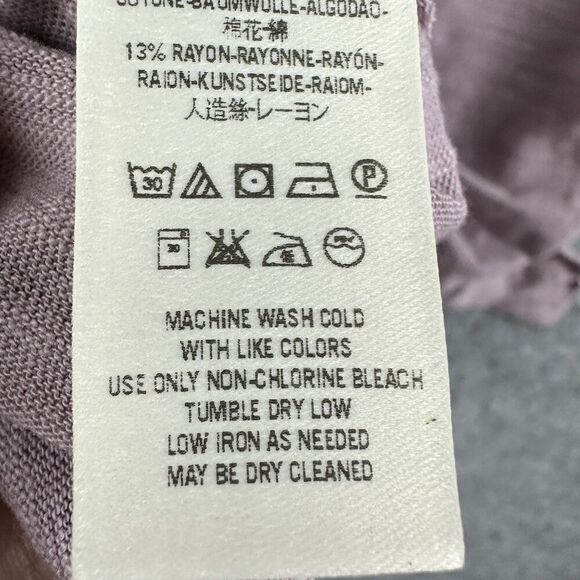 COTONE-BAUMWOLLE-ALGODAO-
棉花-綿
13% RAYON-RAYONNE-RAYÓN-
RAION-KUNSTSEIDE-RAIOM-
人造絲-レーヨン
30 P
30
MACHINE WASH COLD
WITH LIKE COLORS
USE ONLY NON-CHLORINE BLEACH
TUMBLE DRY LOW
LOW IRON AS NEEDED
MAY BE DRY CLEANED